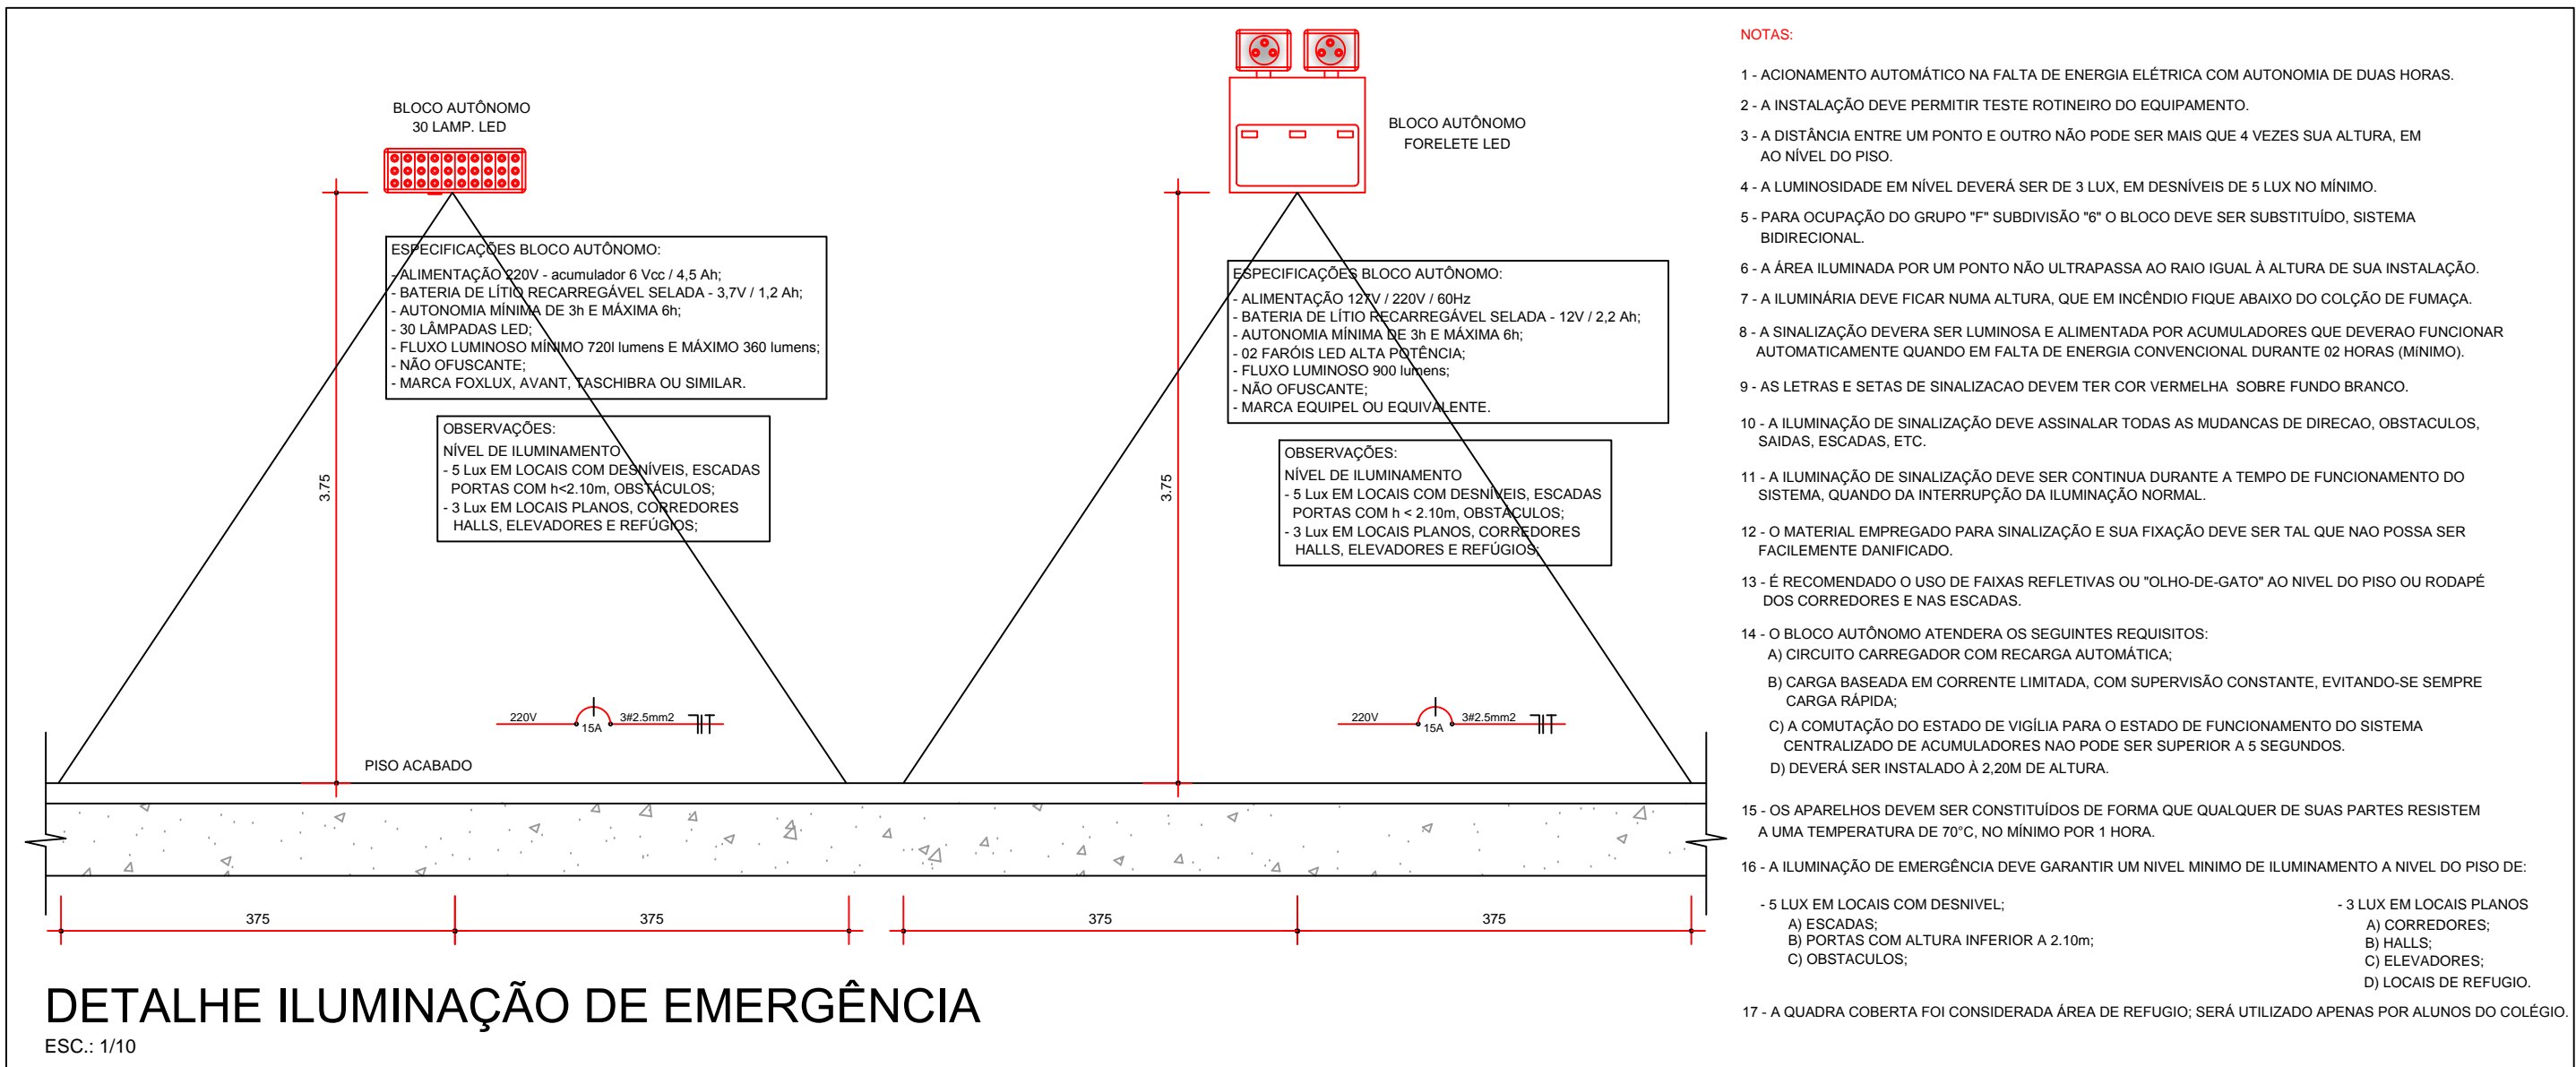 BLOCO AUTÔNOMO
30 LAMP. LED
ESPECIFICAÇÕES BLOCO AUTÔNOMO:
- ALIMENTAÇÃO 220V - acumulador 6 Vcc / 4,5 Ah;
- BATERIA DE LÍTIO RECARREGÁVEL SELADA - 3,7V / 1,2 Ah;
- AUTONOMIA MÍNIMA DE 3h E MÁXIMA 6h;
- 30 LÂMPADAS LED;
- FLUXO LUMINOSO MÍNIMO 720l lumens E MÁXIMO 360 lumens;
- NÃO OFUSCANTE;
- MARCA FOXLUX, AVANT, TASCHIBRA OU SIMILAR.
OBSERVAÇÕES:
NÍVEL DE ILUMINAMENTO
- 5 Lux EM LOCAIS COM DESNÍVEIS, ESCADAS
PORTAS COM h<2.10m, OBSTÁCULOS;
- 3 Lux EM LOCAIS PLANOS, CORREDORES
HALLS, ELEVADORES E REFÚGIOS;
3.75
220V
15A
3#2.5mm2
PISO ACABADO
375
375
BLOCO AUTÔNOMO
FORELETE LED
ESPECIFICAÇÕES BLOCO AUTÔNOMO:
- ALIMENTAÇÃO 127V / 220V / 60Hz
- BATERIA DE LÍTIO RECARREGÁVEL SELADA - 12V / 2,2 Ah;
- AUTONOMIA MÍNIMA DE 3h E MÁXIMA 6h;
- 02 FARÓIS LED ALTA POTÊNCIA;
- FLUXO LUMINOSO 900 lumens;
- NÃO OFUSCANTE;
- MARCA EQUIPEL OU EQUIVALENTE.
OBSERVAÇÕES:
NÍVEL DE ILUMINAMENTO
- 5 Lux EM LOCAIS COM DESNÍVEIS, ESCADAS
PORTAS COM h < 2.10m, OBSTÁCULOS;
- 3 Lux EM LOCAIS PLANOS, CORREDORES
HALLS, ELEVADORES E REFÚGIOS;
3.75
220V
15A
3#2.5mm2
375
375
DETALHE ILUMINAÇÃO DE EMERGÊNCIA
ESC.: 1/10
NOTAS:
1 - ACIONAMENTO AUTOMÁTICO NA FALTA DE ENERGIA ELÉTRICA COM AUTONOMIA DE DUAS HORAS.
2 - A INSTALAÇÃO DEVE PERMITIR TESTE ROTINEIRO DO EQUIPAMENTO.
3 - A DISTÂNCIA ENTRE UM PONTO E OUTRO NÃO PODE SER MAIS QUE 4 VEZES SUA ALTURA, EM
AO NÍVEL DO PISO.
4 - A LUMINOSIDADE EM NÍVEL DEVERÁ SER DE 3 LUX, EM DESNÍVEIS DE 5 LUX NO MÍNIMO.
5 - PARA OCUPAÇÃO DO GRUPO "F" SUBDIVISÃO "6" O BLOCO DEVE SER SUBSTITUÍDO, SISTEMA
BIDIRECIONAL.
6 - A ÁREA ILUMINADA POR UM PONTO NÃO ULTRAPASSA AO RAIO IGUAL À ALTURA DE SUA INSTALAÇÃO.
7 - A ILUMINÁRIA DEVE FICAR NUMA ALTURA, QUE EM INCÊNDIO FIQUE ABAIXO DO COLÇÃO DE FUMAÇA.
8 - A SINALIZAÇÃO DEVERA SER LUMINOSA E ALIMENTADA POR ACUMULADORES QUE DEVERAO FUNCIONAR
AUTOMATICAMENTE QUANDO EM FALTA DE ENERGIA CONVENCIONAL DURANTE 02 HORAS (MíNIMO).
9 - AS LETRAS E SETAS DE SINALIZACAO DEVEM TER COR VERMELHA SOBRE FUNDO BRANCO.
10 - A ILUMINAÇÃO DE SINALIZAÇÃO DEVE ASSINALAR TODAS AS MUDANCAS DE DIRECAO, OBSTACULOS,
SAIDAS, ESCADAS, ETC.
11 - A ILUMINAÇÃO DE SINALIZAÇÃO DEVE SER CONTINUA DURANTE A TEMPO DE FUNCIONAMENTO DO
SISTEMA, QUANDO DA INTERRUPÇÃO DA ILUMINAÇÃO NORMAL.
12 - O MATERIAL EMPREGADO PARA SINALIZAÇÃO E SUA FIXAÇÃO DEVE SER TAL QUE NAO POSSA SER
FACILEMENTE DANIFICADO.
13 - É RECOMENDADO O USO DE FAIXAS REFLETIVAS OU "OLHO-DE-GATO" AO NIVEL DO PISO OU RODAPÉ
DOS CORREDORES E NAS ESCADAS.
14 - O BLOCO AUTÔNOMO ATENDERA OS SEGUINTES REQUISITOS:
A) CIRCUITO CARREGADOR COM RECARGA AUTOMÁTICA;
B) CARGA BASEADA EM CORRENTE LIMITADA, COM SUPERVISÃO CONSTANTE, EVITANDO-SE SEMPRE
CARGA RÁPIDA;
C) A COMUTAÇÃO DO ESTADO DE VIGÍLIA PARA O ESTADO DE FUNCIONAMENTO DO SISTEMA
CENTRALIZADO DE ACUMULADORES NAO PODE SER SUPERIOR A 5 SEGUNDOS.
D) DEVERÁ SER INSTALADO À 2,20M DE ALTURA.
15 - OS APARELHOS DEVEM SER CONSTITUÍDOS DE FORMA QUE QUALQUER DE SUAS PARTES RESISTEM
A UMA TEMPERATURA DE 70°C, NO MÍNIMO POR 1 HORA.
16 - A ILUMINAÇÃO DE EMERGÊNCIA DEVE GARANTIR UM NIVEL MINIMO DE ILUMINAMENTO A NIVEL DO PISO DE:
- 5 LUX EM LOCAIS COM DESNIVEL;
A) ESCADAS;
B) PORTAS COM ALTURA INFERIOR A 2.10m;
C) OBSTACULOS;
- 3 LUX EM LOCAIS PLANOS
A) CORREDORES;
B) HALLS;
C) ELEVADORES;
D) LOCAIS DE REFUGIO.
17 - A QUADRA COBERTA FOI CONSIDERADA ÁREA DE REFUGIO; SERÁ UTILIZADO APENAS POR ALUNOS DO COLÉGIO.